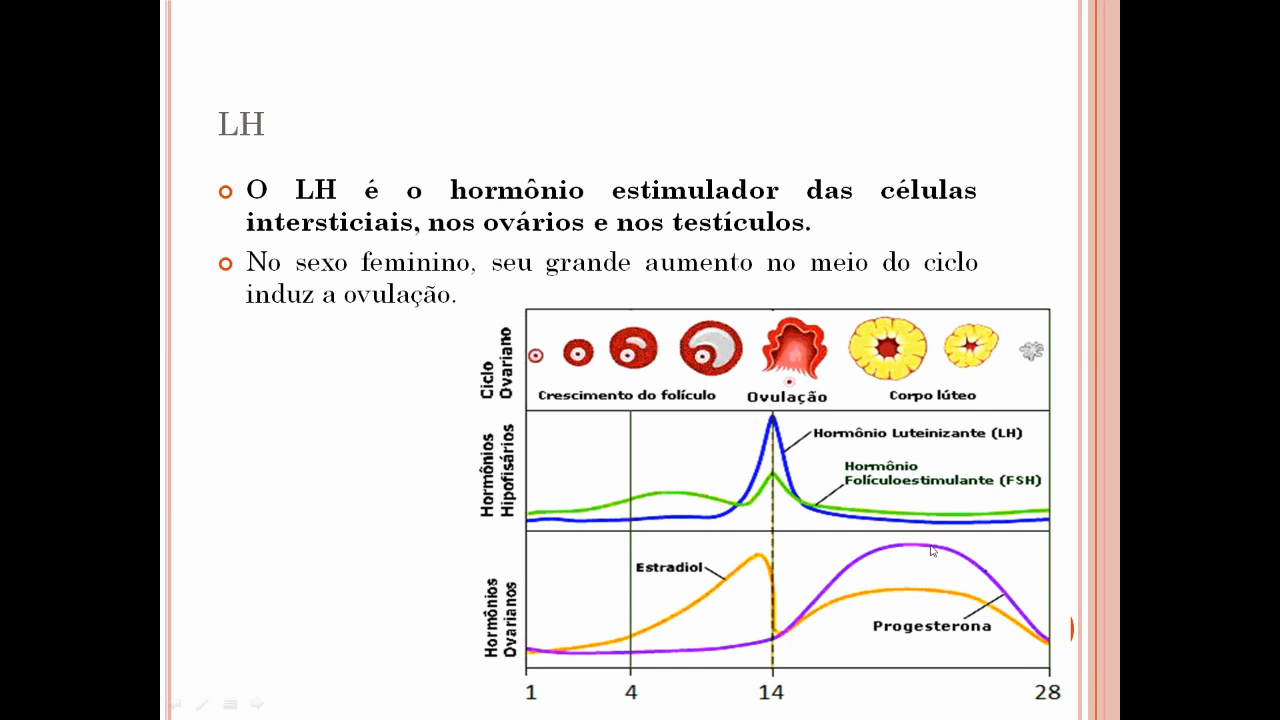 LH
O LH é o hormônio estimulador das células
intersticiais, nos ovários e nos testículos.
No sexo feminino, seu grande aumento no meio do ciclo
induz a ovulação.
Ciclo
Ovariano
Crescimento do folículo
Ovulação
Corpo lúteo
Hormônios
Hipofisários
Hormônio Luteinizante (LH)
Hormônio
Folículoestimulante (FSH)
Hormônios
Ovarianos
Estradiol
Progesterona
1 4 14 28